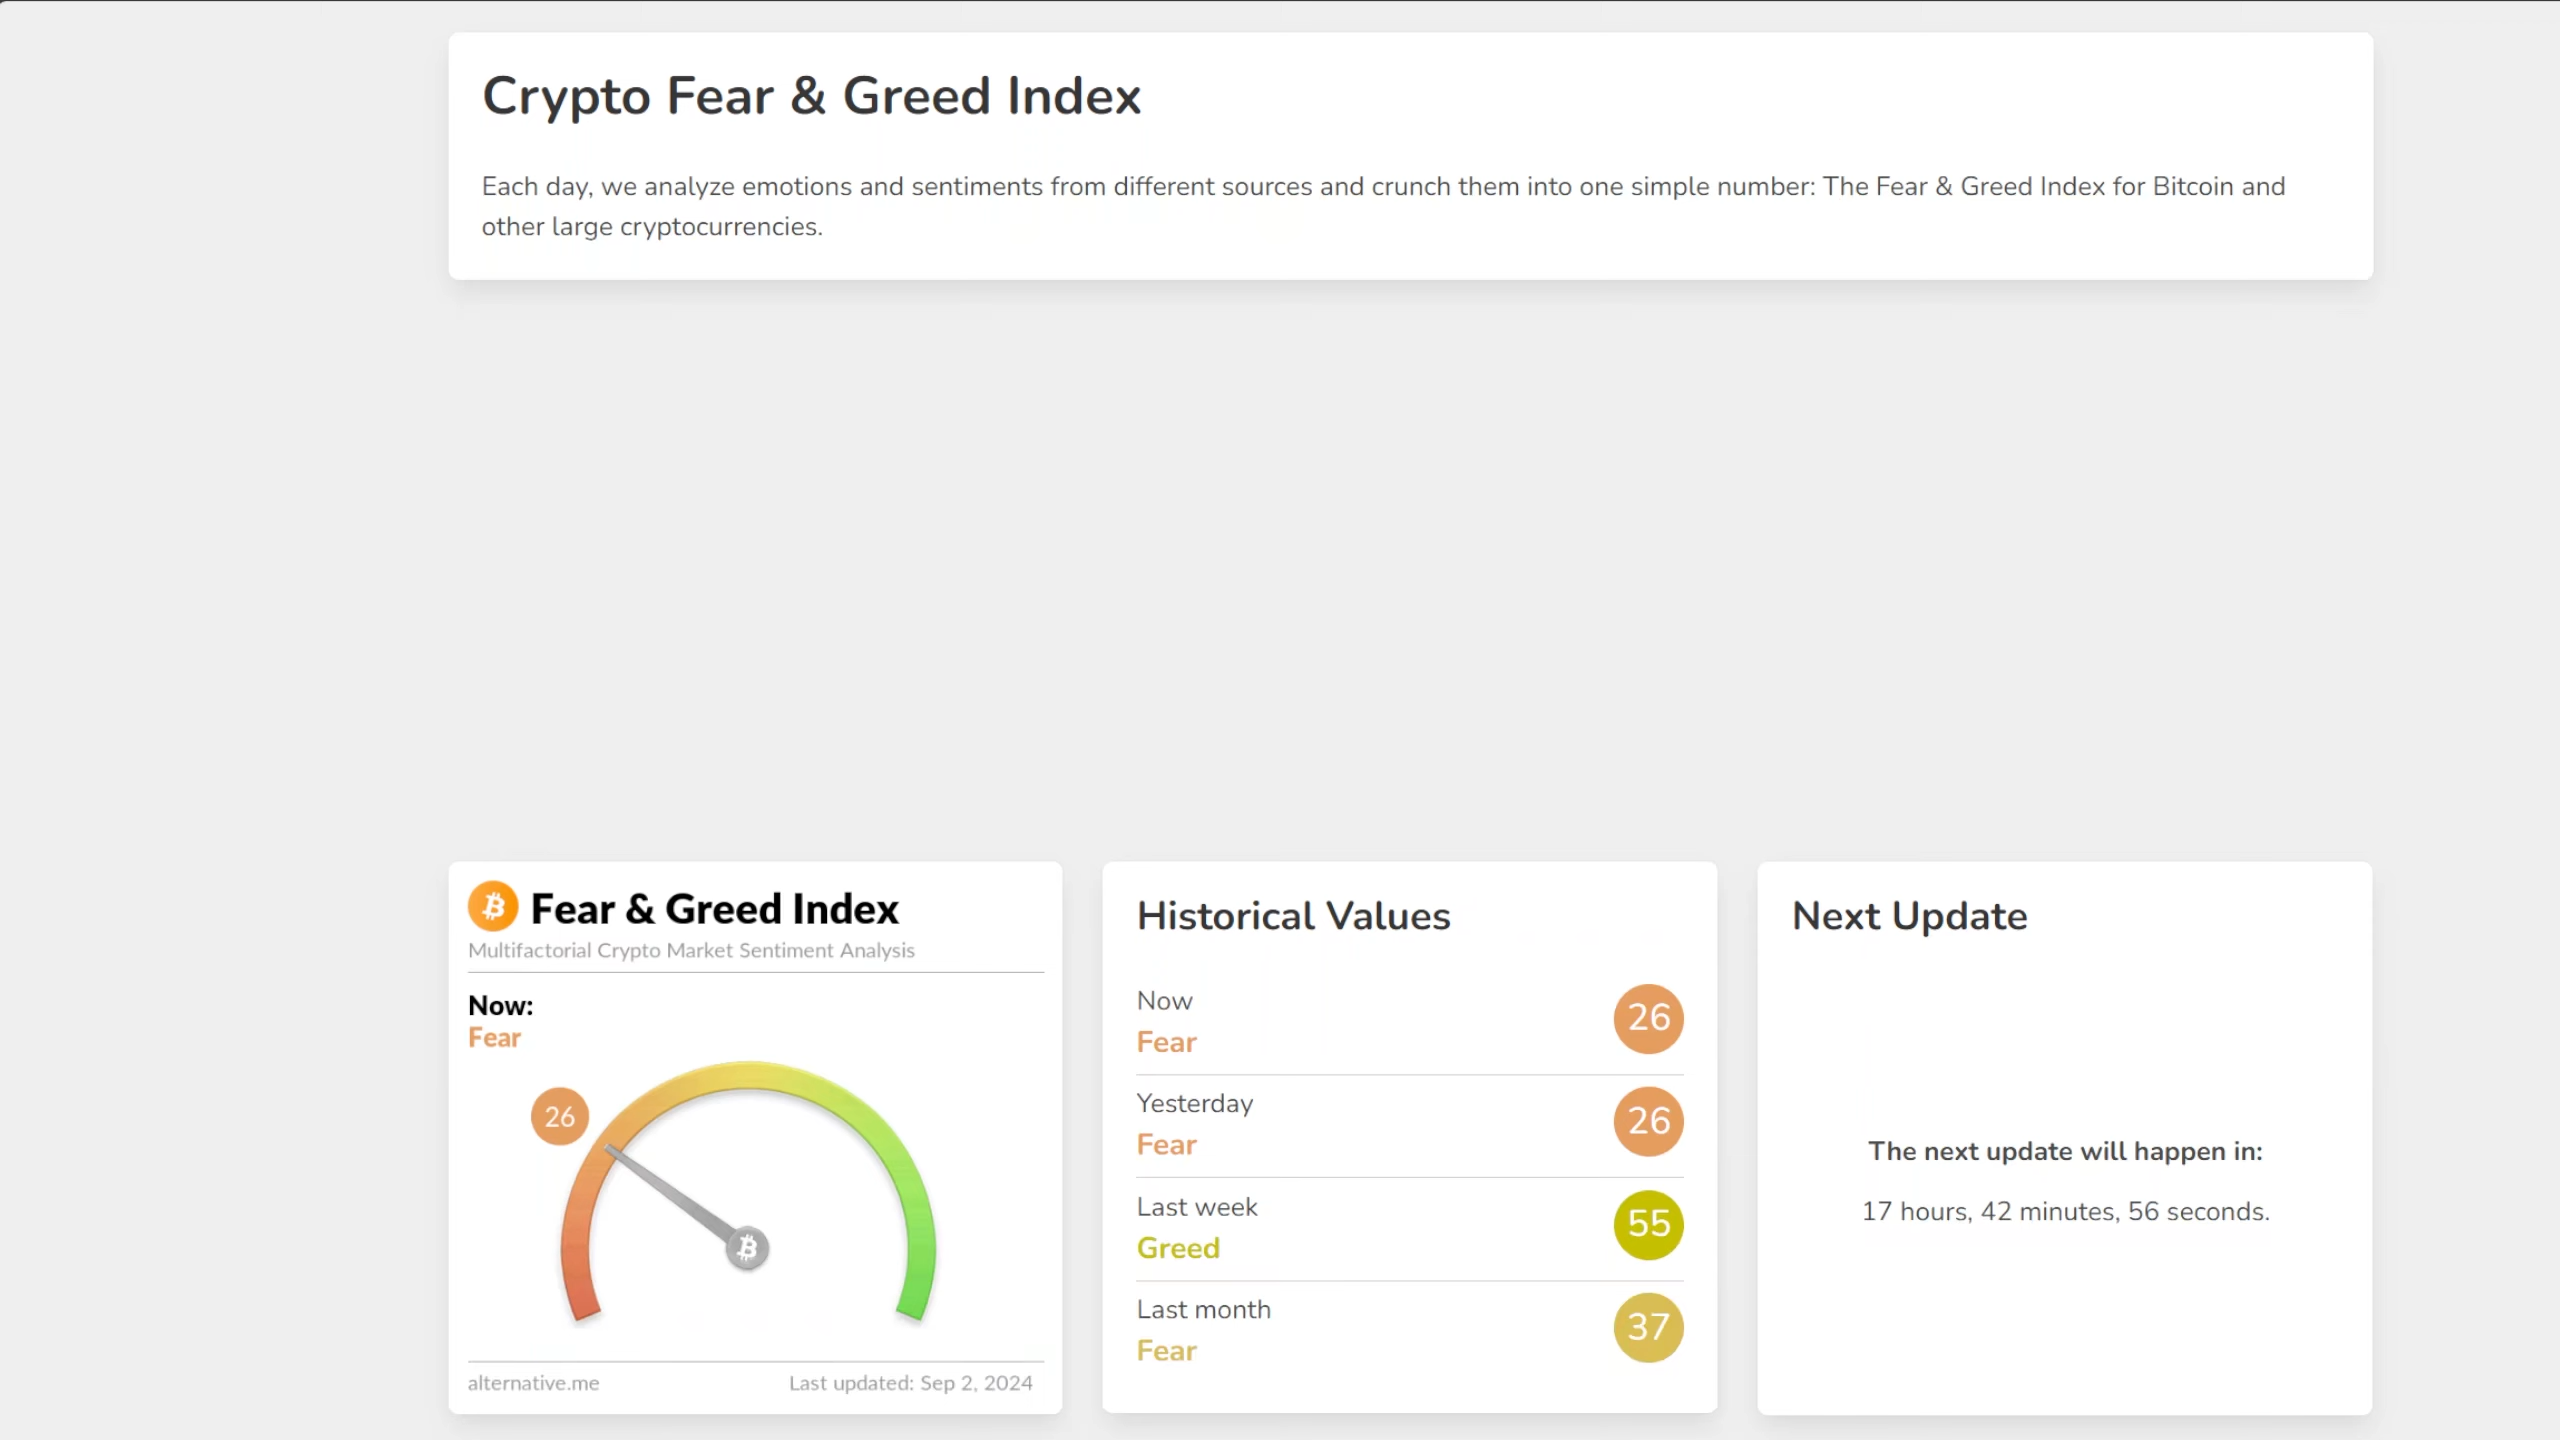 Crypto Fear & Greed Index
Each day, we analyze emotions and sentiments from different sources and crunch them into one simple number: The Fear & Greed Index for Bitcoin and
other large cryptocurrencies.
Fear & Greed Index
Multifactorial Crypto Market Sentiment Analysis
Now:
Fear
26
alternative.me
Last updated: Sep 2, 2024
Historical Values
Now
Fear
26
Yesterday
Fear
26
Last week
Greed
55
Last month
Fear
37
Next Update
The next update will happen in:
17 hours, 42 minutes, 56 seconds.